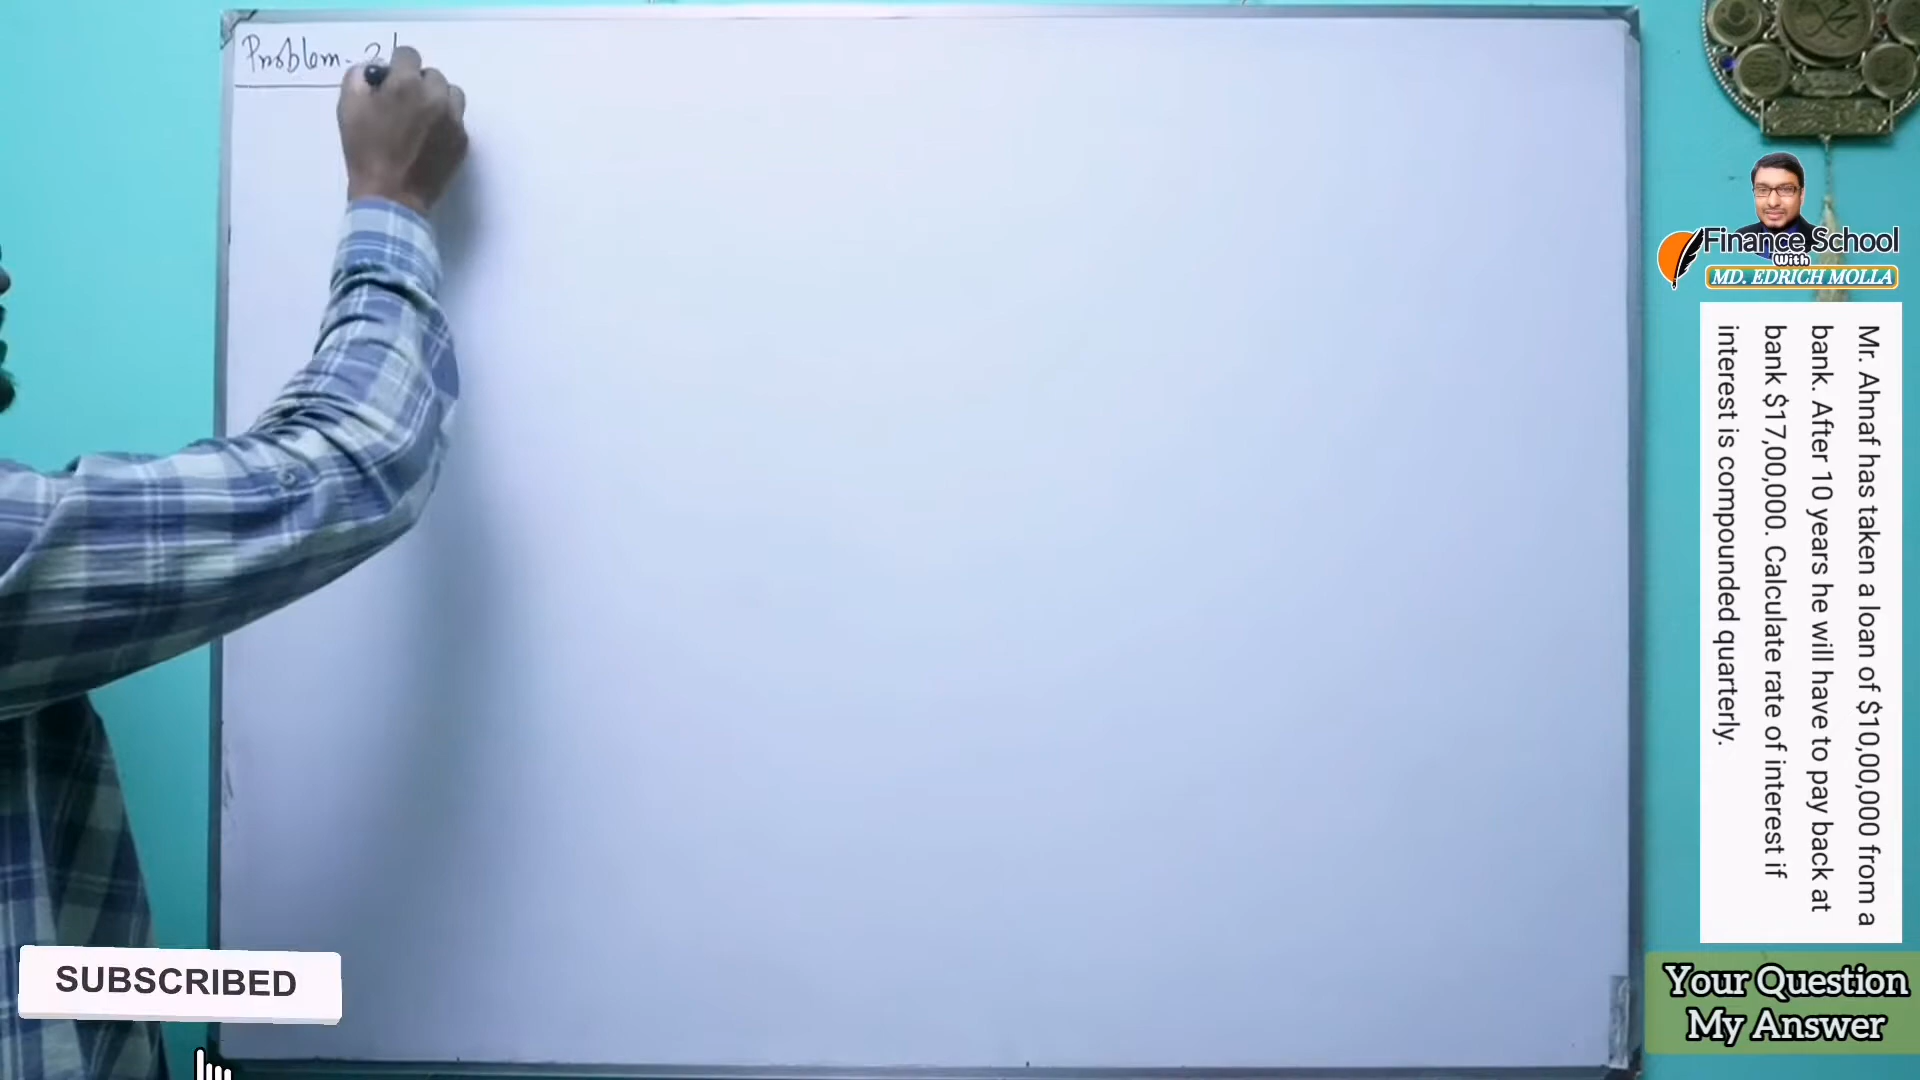 Problem-
Finance School
With
MD. EDRICH MOLLA
Mr. Ahnaf has taken a loan of $10,00,000 from a
bank. After 10 years he will have to pay back at
bank $17,00,000. Calculate rate of interest if
interest is compounded quarterly.
SUBSCRIBED
Your Question
My Answer